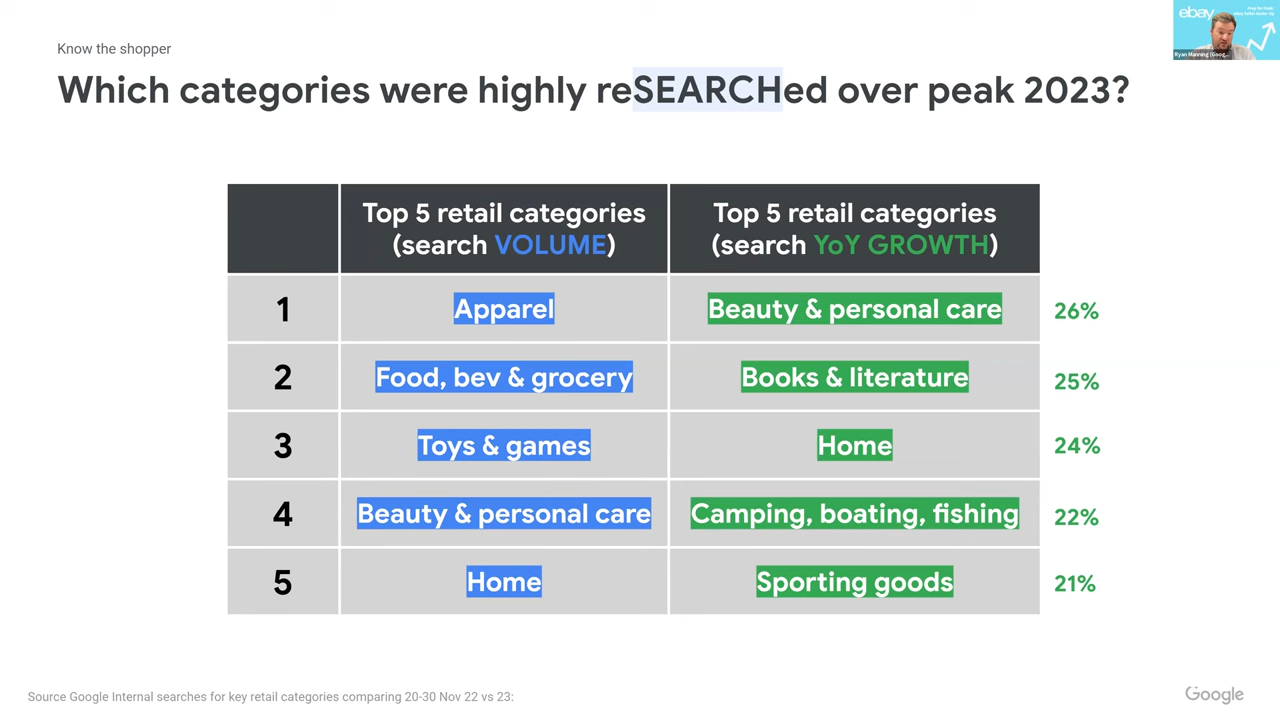 Know the shopper
Which categories were highly reSEARCHed over peak 2023?
ebay
Ryan Manning (Goog...
Top 5 retail categories
(search VOLUME)
Top 5 retail categories
(search YoY GROWTH)
1
Apparel
Beauty & personal care
26%
2
Food, bev & grocery
Books & literature
25%
3
Toys & games
Home
24%
4
Beauty & personal care
Camping, boating, fishing
22%
5
Home
Sporting goods
21%
Source Google Internal searches for key retail categories comparing 20-30 Nov 22 vs 23:
Google